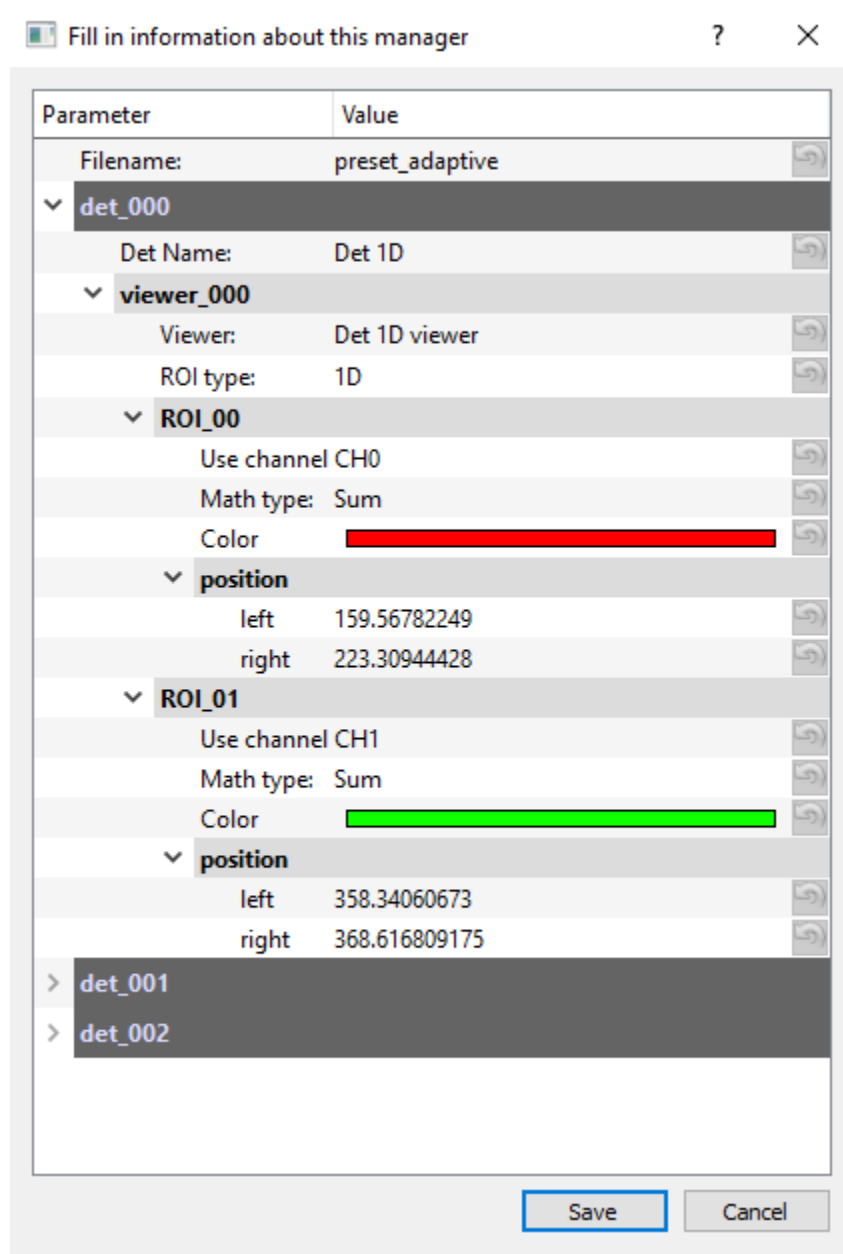 Fill in information about this manager ?
Parameter Value
Filename: preset_adaptive
det_000
Det Name: Det 1D
viewer_000
Viewer: Det 1D viewer
ROI type: 1D
ROI_00
Use channel CH0
Math type: Sum
Color
position
left 159.56782249
right 223.30944428
ROI_01
Use channel CH1
Math type: Sum
Color
position
left 358.34060673
right 368.616809175
det_001
det_002
Save Cancel